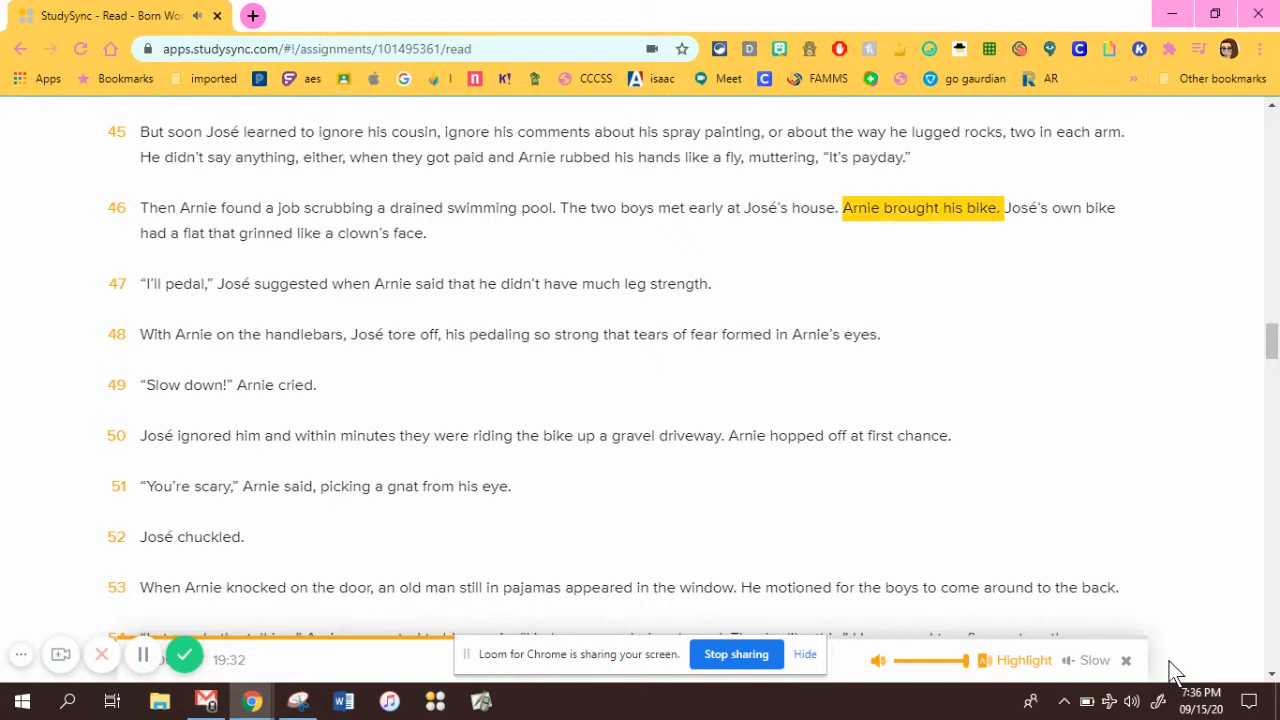 StudySync - Read - Born Wo
apps.studysync.com/#!/assignments/101495361/read
Apps Bookmarks imported aes I K! CCCSS isaac Meet FAMMS go gaurdian AR » Other bookmarks
45 But soon José learned to ignore his cousin, ignore his comments about his spray painting, or about the way he lugged rocks, two in each arm.
He didn’t say anything, either, when they got paid and Arnie rubbed his hands like a fly, muttering, “It’s payday.”
46 Then Arnie found a job scrubbing a drained swimming pool. The two boys met early at José’s house. Arnie brought his bike. José’s own bike
had a flat that grinned like a clown’s face.
47 “I’ll pedal,” José suggested when Arnie said that he didn’t have much leg strength.
48 With Arnie on the handlebars, José tore off, his pedaling so strong that tears of fear formed in Arnie’s eyes.
49 “Slow down!” Arnie cried.
50 José ignored him and within minutes they were riding the bike up a gravel driveway. Arnie hopped off at first chance.
51 “You’re scary,” Arnie said, picking a gnat from his eye.
52 José chuckled.
53 When Arnie knocked on the door, an old man still in pajamas appeared in the window. He motioned for the boys to come around to the back.
19:32 Loom for Chrome is sharing your screen. Stop sharing Hide Highlight Slow
7:36 PM
09/15/20